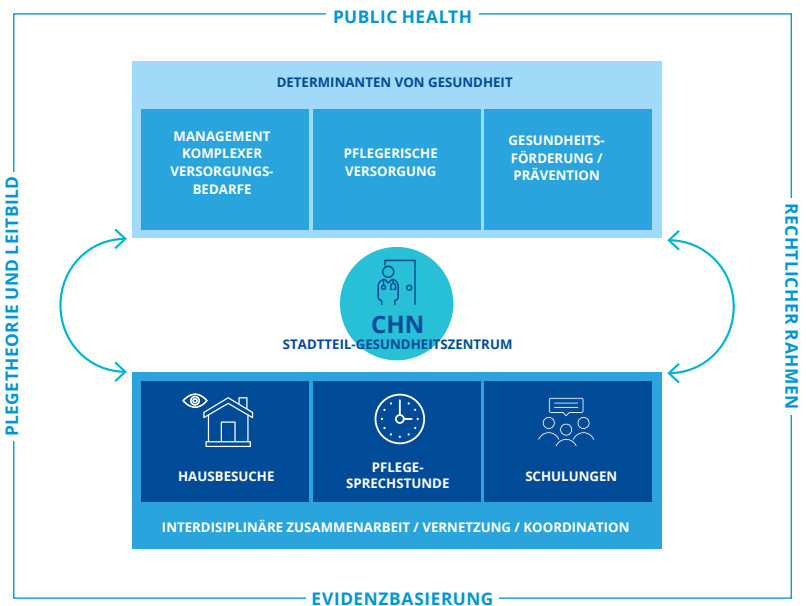 PUBLIC HEALTH
DETERMINANTEN VON GESUNDHEIT
MANAGEMENT
KOMPLEXER
VERSORGUNGS-
BEDARFE
PFLEGERISCHE
VERSORGUNG
GESUNDHEITS-
FÖRDERUNG /
PRÄVENTION
PLEGETHEORIE UND LEITBILD
RECHTLICHER RAHMEN
CHN
STADTTEIL-GESUNDHEITSZENTRUM
HAUSBESUCHE
PFLEGE-
SPRECHSTUNDE
SCHULUNGEN
INTERDISIPLINÄRE ZUSAMMENARBEIT / VERNETZUNG / KOORDINATION
EVIDENZBASIERUNG